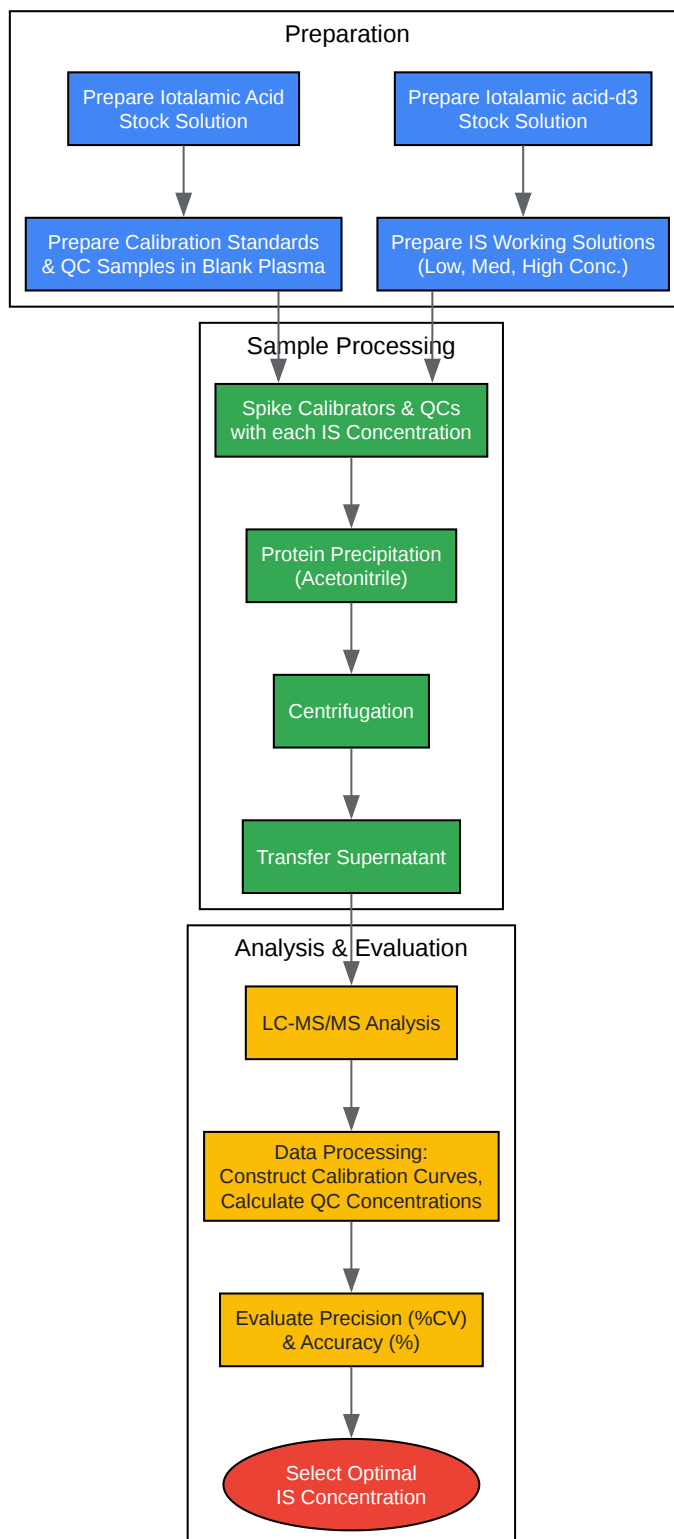 Preparation
Prepare Iotalamic Acid
Stock Solution
Prepare Iotalamic acid-d3
Stock Solution
Prepare Calibration Standards
& QC Samples in Blank Plasma
Prepare IS Working Solutions
(Low, Med, High Conc.)
Sample Processing
Spike Calibrators & QCs
with each IS Concentration
Protein Precipitation
(Acetonitrile)
Centrifugation
Transfer Supernatant
Analysis & Evaluation
LC-MS/MS Analysis
Data Processing:
Construct Calibration Curves,
Calculate QC Concentrations
Evaluate Precision (%CV)
& Accuracy (%)
Select Optimal
IS Concentration